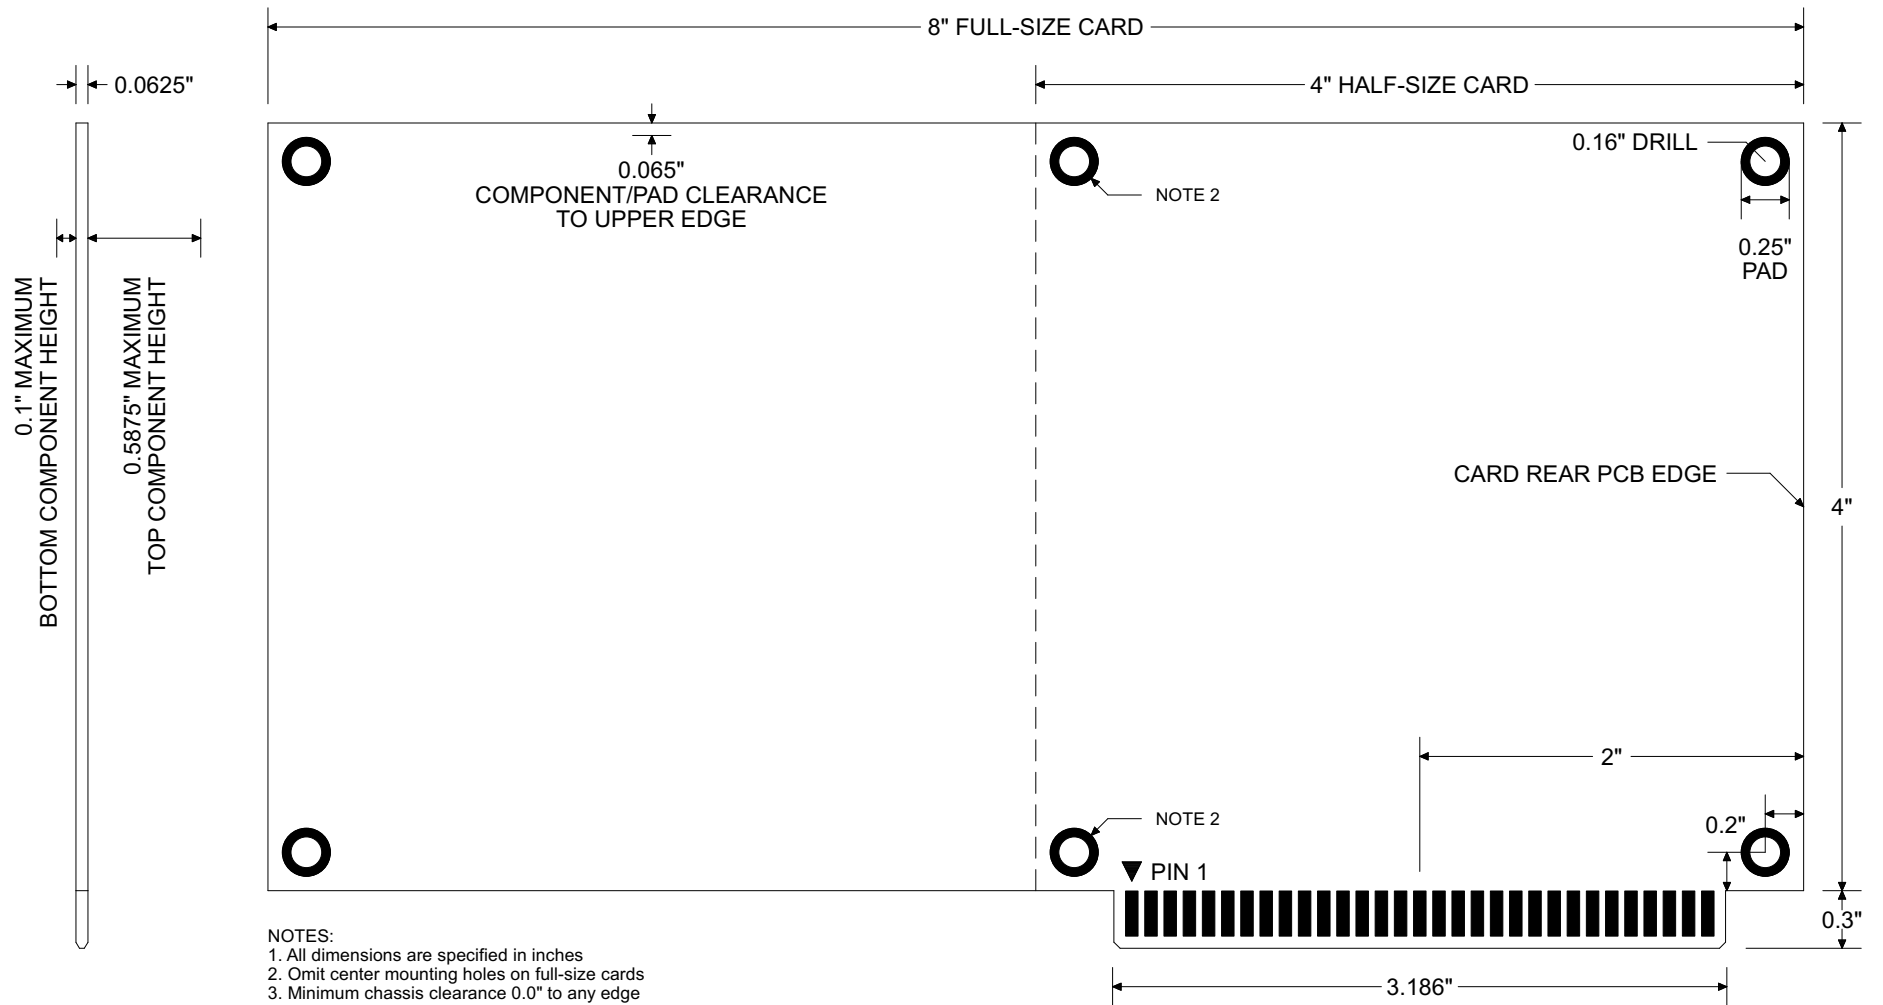 8" FULL-SIZE CARD
0.0625"
4" HALF-SIZE CARD
0.16" DRILL
0.065"
COMPONENT/PAD CLEARANCE
TO UPPER EDGE
NOTE 2
0.25"
PAD
0.1" MAXIMUM
BOTTOM COMPONENT HEIGHT
0.5875" MAXIMUM
TOP COMPONENT HEIGHT
CARD REAR PCB EDGE
4"
2"
NOTE 2
0.2"
PIN 1
0.3"
NOTES:
1. All dimensions are specified in inches
2. Omit center mounting holes on full-size cards
3. Minimum chassis clearance 0.0" to any edge
3.186"